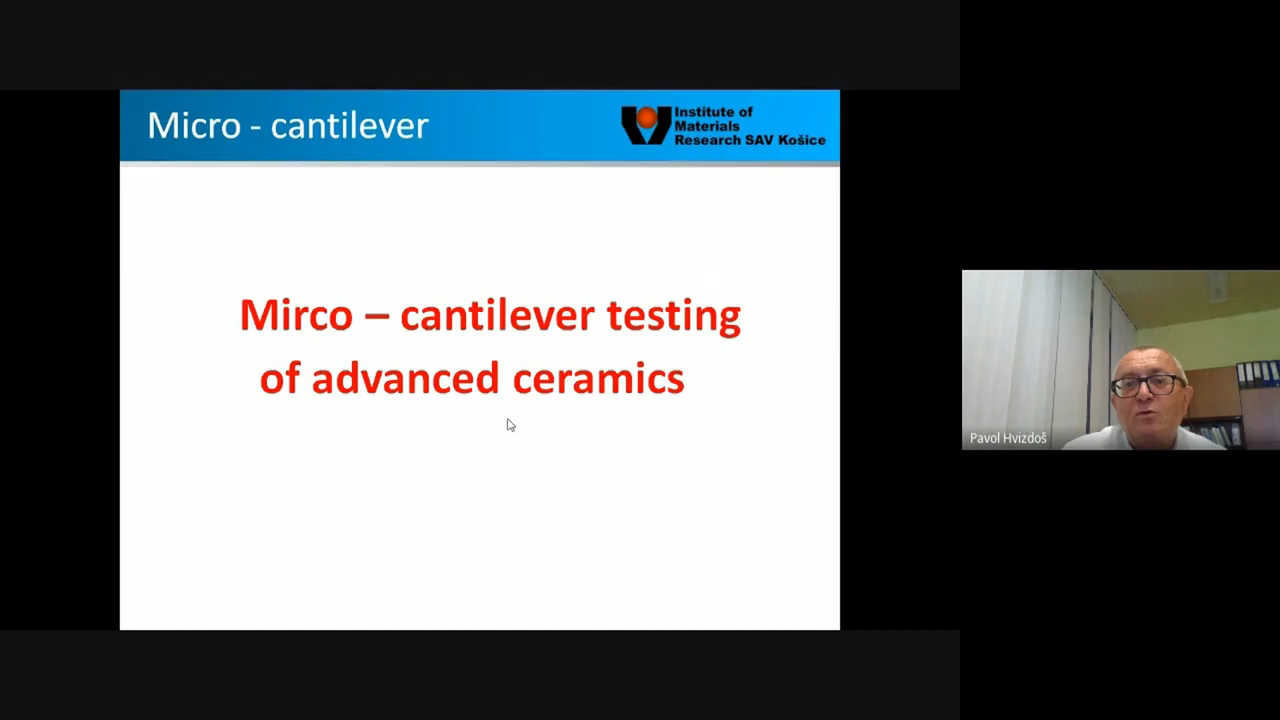 Micro - cantilever
Institute of
Materials
Research SAV Košice
Mirco – cantilever testing
of advanced ceramics
Pavol Hvizdoš